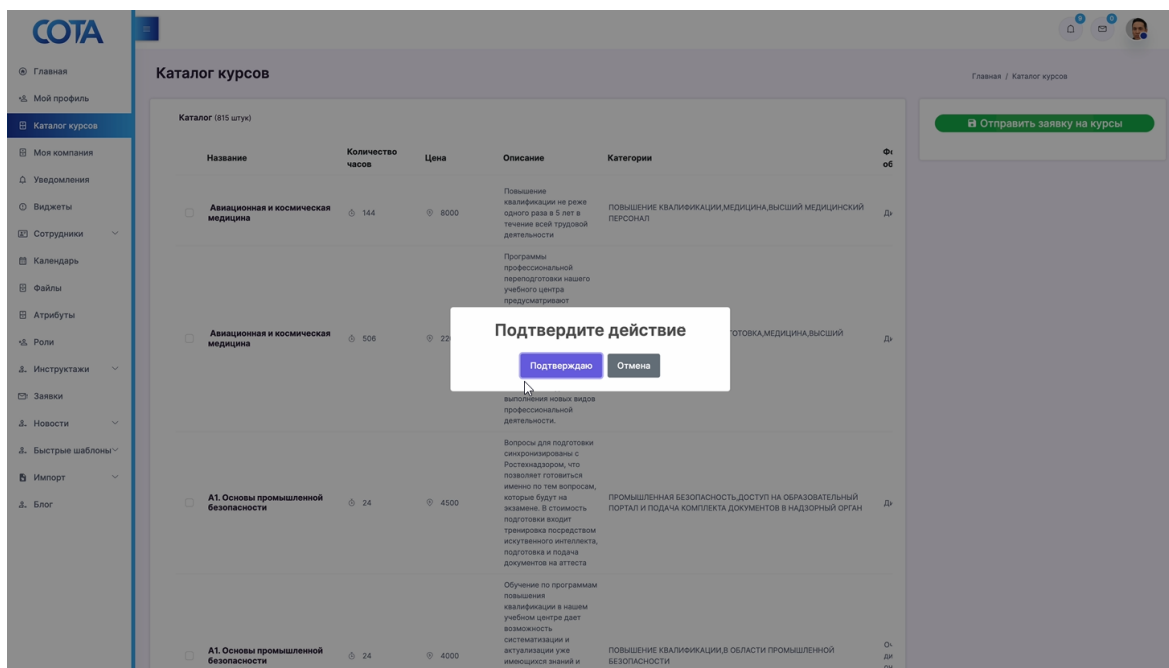 СОТА
9
0
Главная
Мой профиль
Каталог курсов
Моя компания
Уведомления
Виджеты
Сотрудники
Календарь
Файлы
Атрибуты
Роли
Инструктажи
Заявки
Новости
Быстрые шаблоны
Импорт
Блог
Каталог курсов
Главная / Каталог курсов
Каталог (815 штук)
Отправить заявку на курсы
Название
Количество
часов
Цена
Описание
Категории
Авиационная и космическая
медицина
144
8000
Повышение
квалификации не реже
одного раза в 5 лет в
течение всей трудовой
деятельности
ПОВЫШЕНИЕ КВАЛИФИКАЦИИ,МЕДИЦИНА,ВЫСШИЙ МЕДИЦИНСКИЙ
ПЕРСОНАЛ
Авиационная и космическая
медицина
506
Программы
профессиональной
переподготовки нашего
учебного центра
предусматривают
выполнения новых видов
профессиональной
деятельности.
МЕДИЦИНА,ВЫСШИЙ
Подтвердите действие
Подтверждаю
Отмена
А1. Основы промышленной
безопасности
24
4500
Вопросы для подготовки
синхронизированы с
Ростехнадзором, что
позволяет готовиться
именно по тем вопросам,
которые будут на
экзамене. В стоимость
подготовки входит
тренировка посредством
искутвенного интеллекта,
подготовка и подача
документов на аттеста
ПРОМЫШЛЕННАЯ БЕЗОПАСНОСТЬ,ДОСТУП НА ОБРАЗОВАТЕЛЬНЫЙ
ПОРТАЛ И ПОДАЧА КОМПЛЕКТА ДОКУМЕНТОВ В НАДЗОРНЫЙ ОРГАН
А1. Основы промышленной
безопасности
24
4000
Обучение по программам
повышения
квалификации в нашем
учебном центре дает
возможность
систематизации и
актуализации уже
имеющихся знаний и
ПОВЫШЕНИЕ КВАЛИФИКАЦИИ,В ОБЛАСТИ ПРОМЫШЛЕННОЙ
БЕЗОПАСНОСТИ